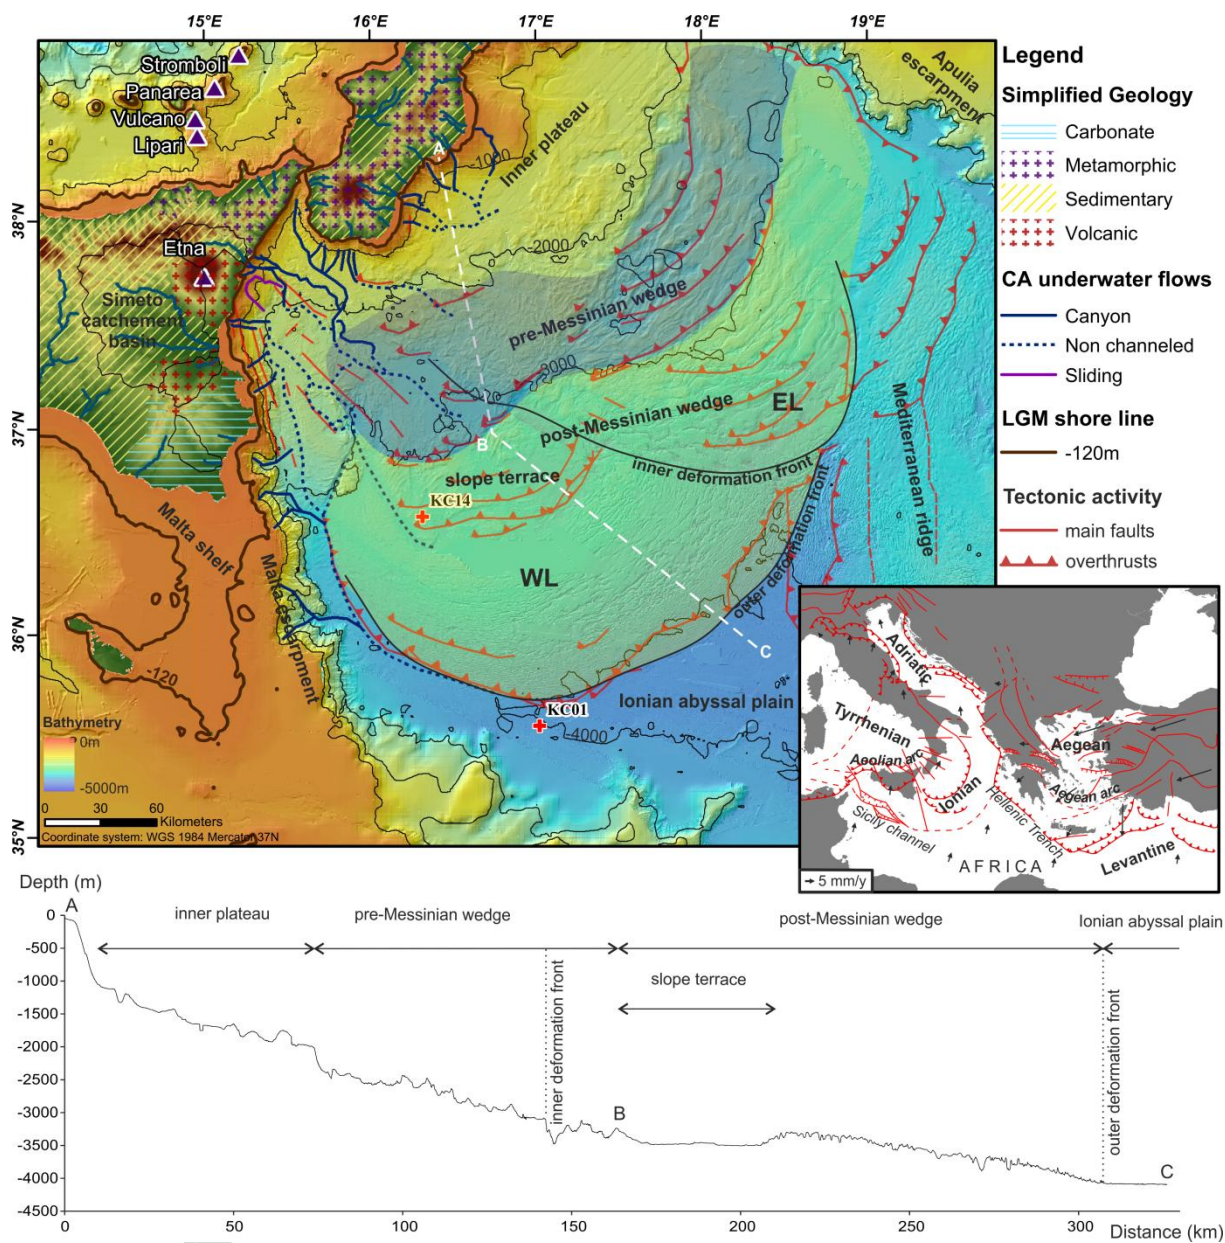 15°E
16°E
17°E
18°E
19°E
38°N
37°N
36°N
35°N
Stromboli
Panarea
Vulcano
Lipari
Etna
Simeto
catchement
basin
A
-1000
Inner plateau
-2000
Apulia
escarpment
pre-Messinian wedge
-3000
B
post-Messinian wedge
EL
inner deformation front
slope terrace
KC14
WL
outer deformation front
Mediterranean ridge
Malta shelf
Malta escarpment
-120
C
Ionian abyssal plain
KC01
-4000
Bathymetry
0m
-5000m
0 30 60
Kilometers
Coordinate system: WGS 1984 Mercator 37N
Legend
Simplified Geology
Carbonate
Metamorphic
Sedimentary
Volcanic
CA underwater flows
Canyon
Non channeled
Sliding
LGM shore line
-120m
Tectonic activity
main faults
overthrusts
Adriatic
Tyrrhenian
Aeolian arc
Ionian
Aegean
Aegean arc
Sicily channel
Hellenic Trench
AFRICA
Levantine
5 mm/y
Depth (m)
A
inner plateau
pre-Messinian wedge
post-Messinian wedge
Ionian abyssal plain
slope terrace
inner deformation front
outer deformation front
B
C
0
-500
-1000
-1500
-2000
-2500
-3000
-3500
-4000
-4500
0 50 100 150 200 250 300
Distance (km)